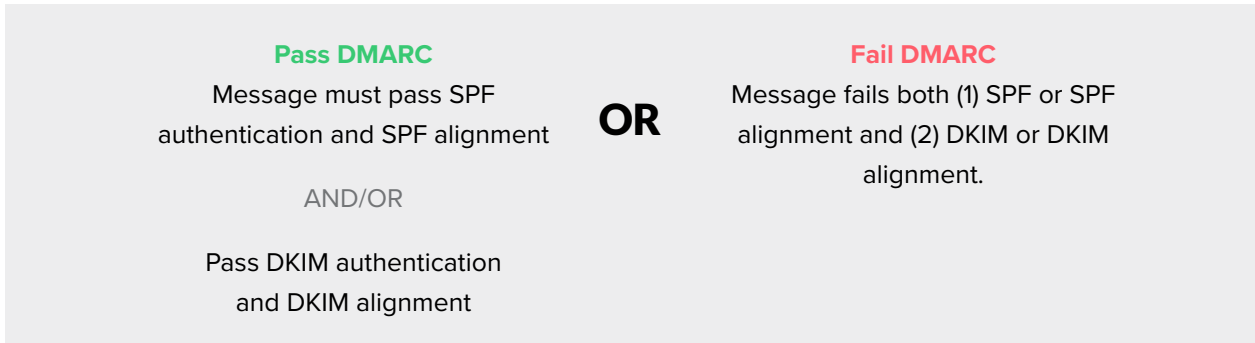 Pass DMARC
Message must pass SPF
authentication and SPF alignment
AND/OR
Pass DKIM authentication
and DKIM alignment
OR
Fail DMARC
Message fails both (1) SPF or SPF
alignment and (2) DKIM or DKIM
alignment.